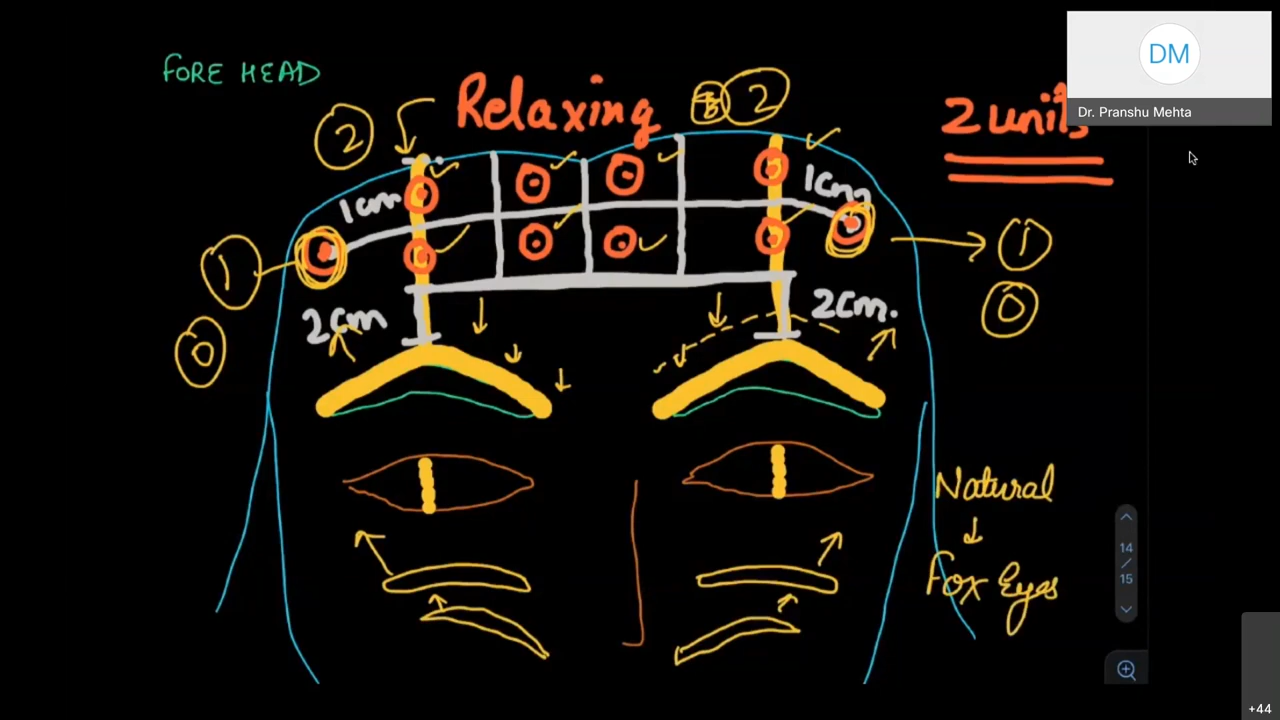 FORE HEAD
Relaxing
2
2
2 units
DM
Dr. Pranshu Mehta
1cm
1cm
1
1
0
0
2cm
2cm.
Natural
Fox Eyes
14
/
15
+44